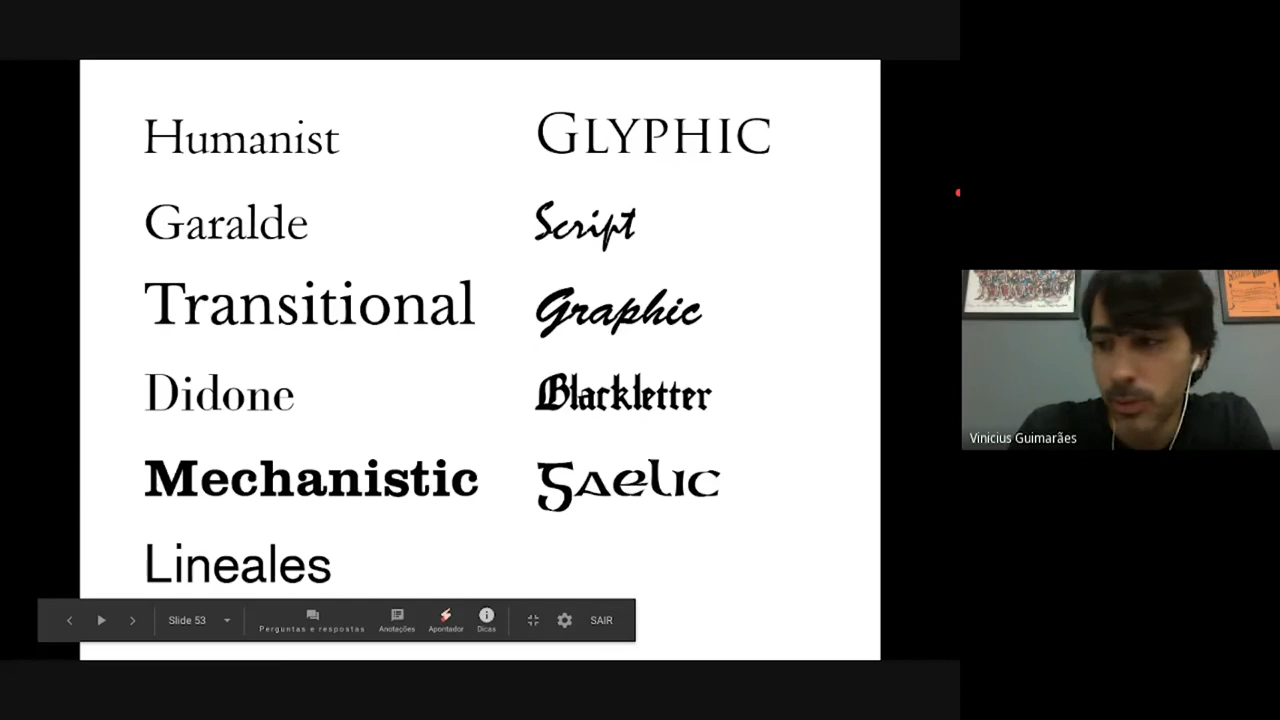 Humanist
Garalde
Transitional
Didone
Mechanistic
Lineales
GLYPHIC
Script
Graphic
Blackletter
Gaelic
Slide 53
Perguntas e respostas
Anotações
Apontador
Dicas
SAIR
Vinicius Guimarães